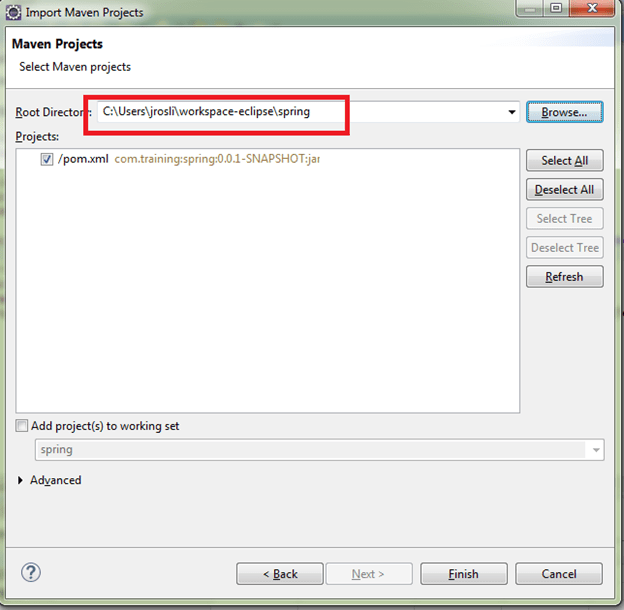 Import Maven Projects
Maven Projects
Select Maven projects
Root Directory: C:\Users\jrosli\workspace-eclipse\spring Browse...
Projects:
/pom.xml com.training:spring:0.0.1-SNAPSHOT:jar
Select All
Deselect All
Select Tree
Deselect Tree
Refresh
Add project(s) to working set
spring
Advanced
? < Back Next > Finish Cancel